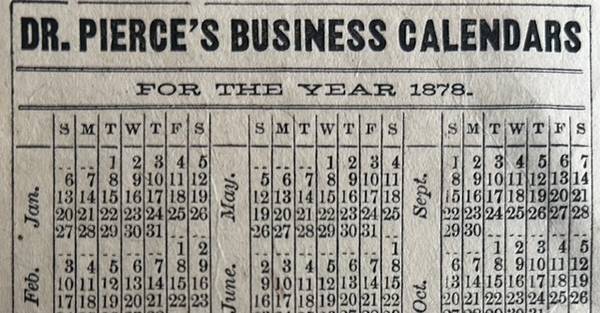 DR. PIERCE'S BUSINESS CALENDARS
FOR THE YEAR 1878.
S M T W T F S
Jan.
.. .. 1 2 3 4 5
6 7 8 9 10 11 12
13 14 15 16 17 18 19
20 21 22 23 24 25 26
27 28 29 30 31 .. ..
Feb.
.. .. .. .. .. 1 2
3 4 5 6 7 8 9
10 11 12 13 14 15 16
17 18 19 20 21 22 23
S M T W T F S
May.
.. .. .. 1 2 3 4
5 6 7 8 9 10 11
12 13 14 15 16 17 18
19 20 21 22 23 24 25
26 27 28 29 30 31 ..
June.
.. .. .. .. .. .. 1
2 3 4 5 6 7 8
9 10 11 12 13 14 15
16 17 18 19 20 21 22
S M T W T F S
Sept.
1 2 3 4 5 6 7
8 9 10 11 12 13 14
15 16 17 18 19 20 21
22 23 24 25 26 27 28
29 30 .. .. .. .. ..
Oct.
.. .. 1 2 3 4 5
6 7 8 9 10 11 12
13 14 15 16 17 18 19
20 21 22 23 24 25 26